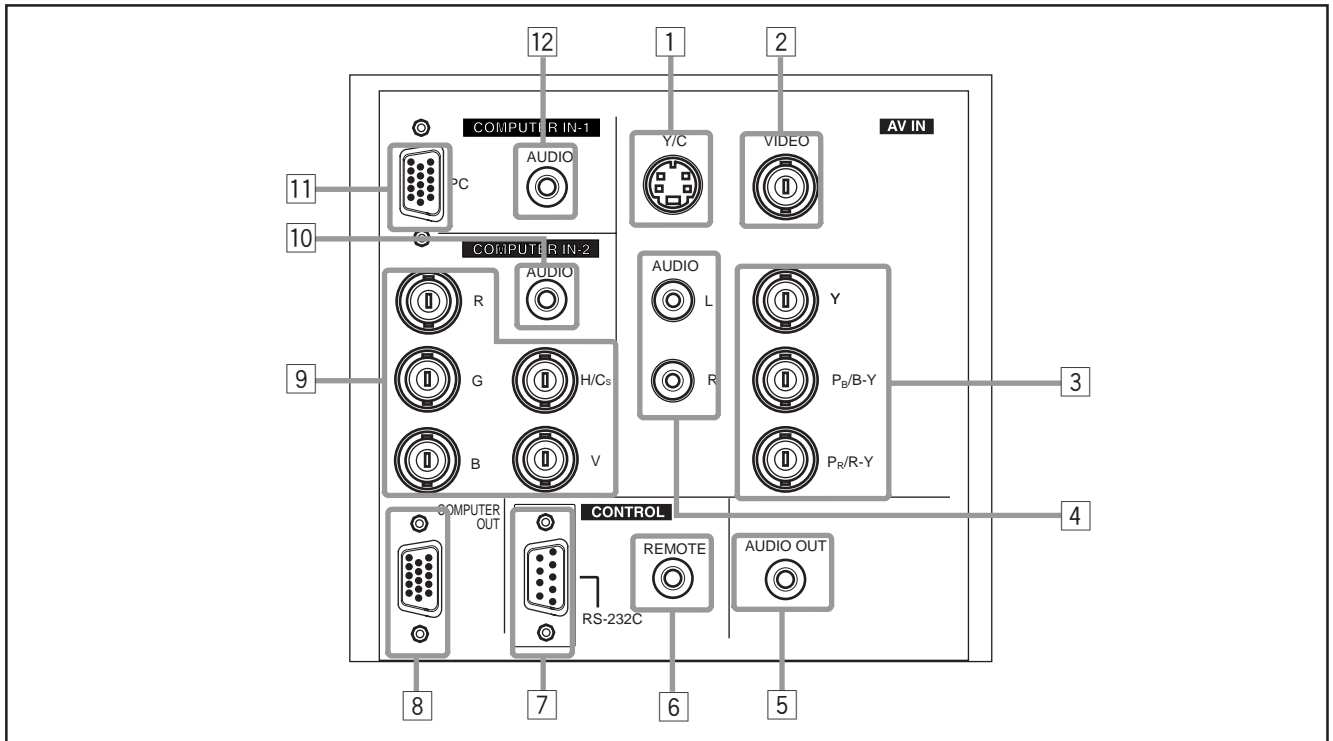 12
1
2
COMPUTER IN-1
AV IN
AUDIO
Y/C
VIDEO
11
PC
10
COMPUTER IN-2
AUDIO
AUDIO
R
L
Y
9
G
H/Cs
R
PB/B-Y
3
B
V
PR/R-Y
COMPUTER
OUT
CONTROL
4
REMOTE
AUDIO OUT
RS-232C
8
7
6
5